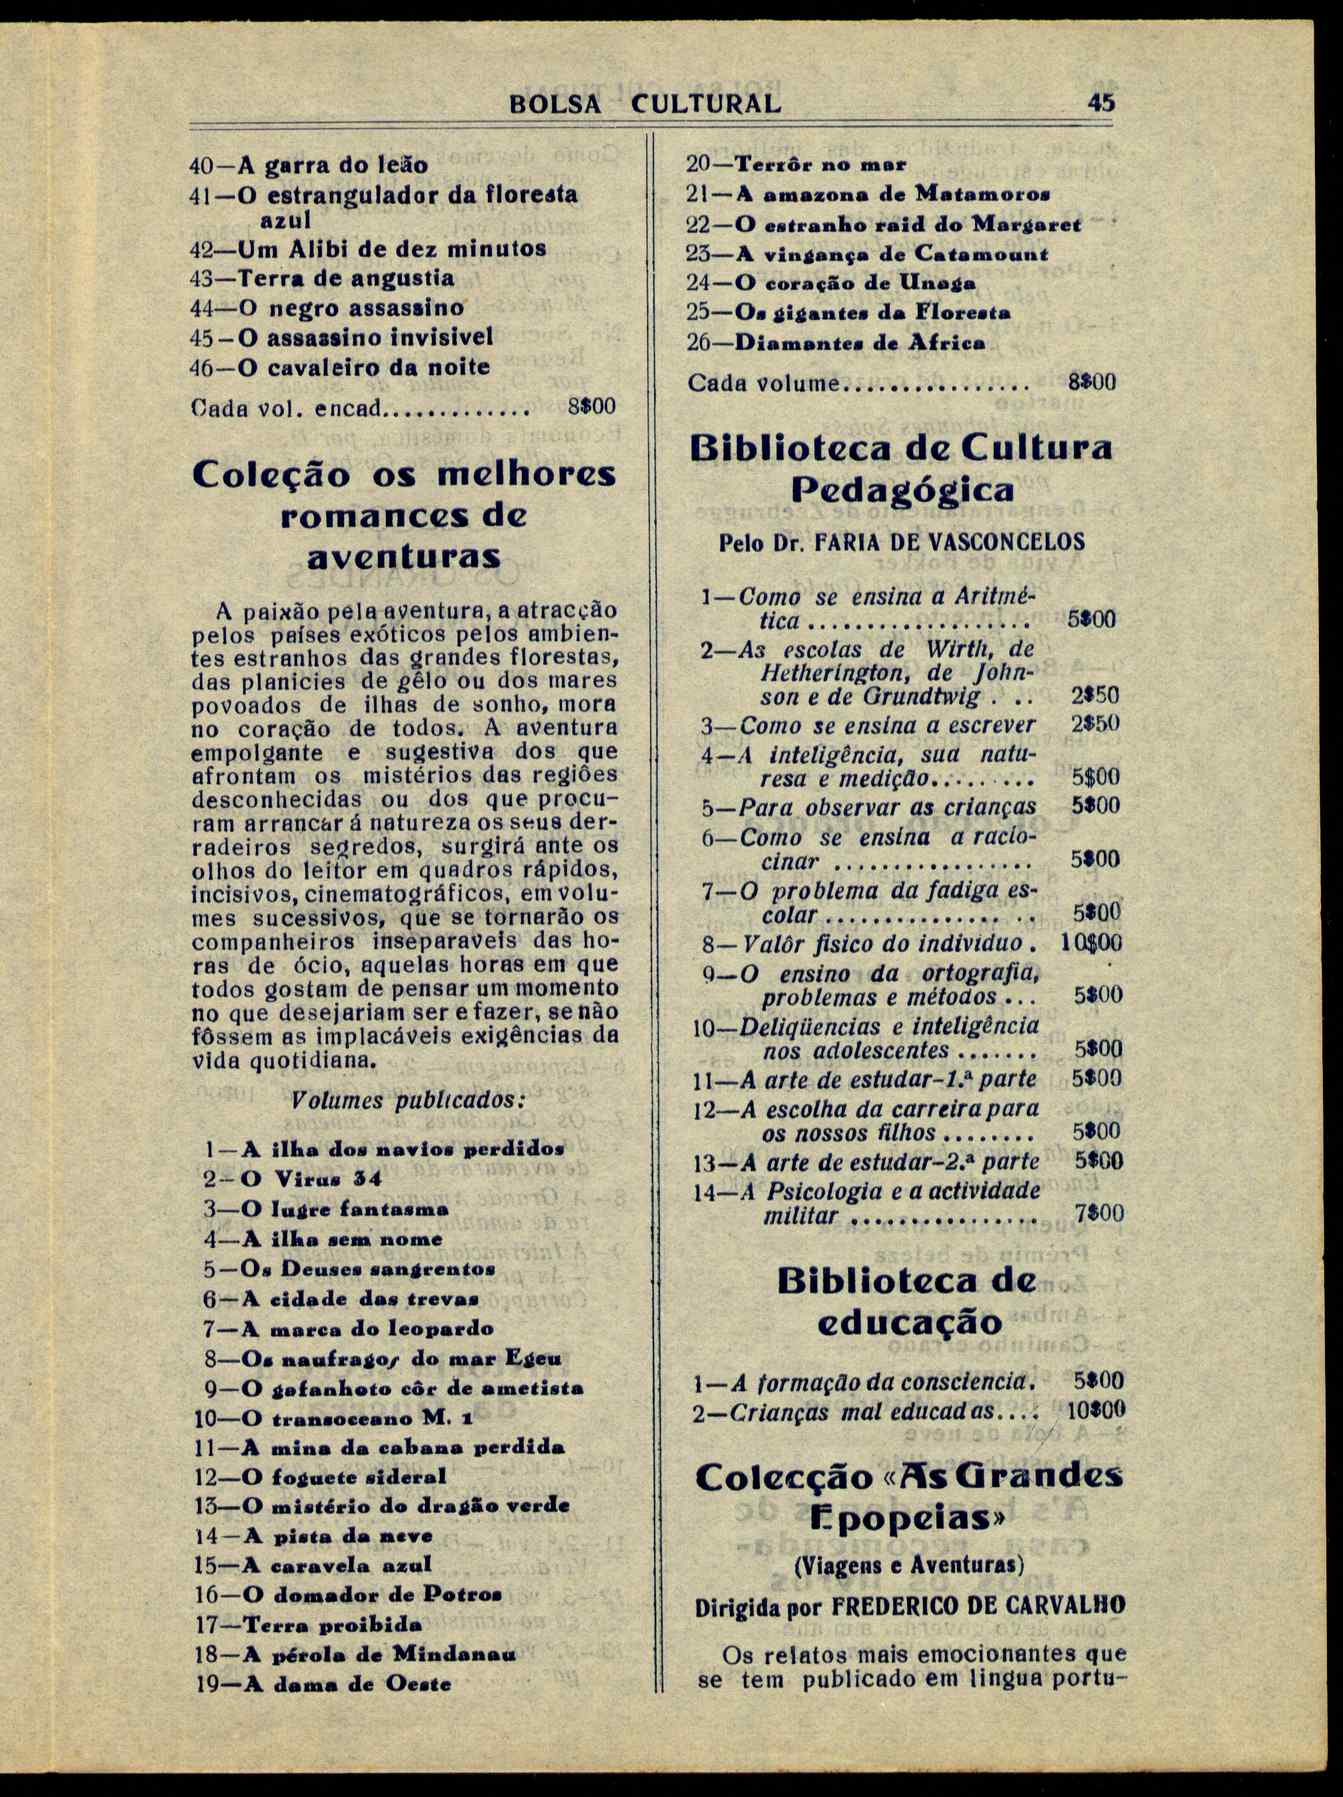 BOLSA CULTURAL 45
40—A garra do leão
41—O estrangulador da floresta
azul
42—Um Alibi de dez minutos
43—Terra de angustia
44—O negro assassino
45-O assassino invisivel
46—O cavaleiro da noite
Cada vol. encad............. 8$00
Coleção os melhores
romances de
aventuras
A paixão pela aventura, a atracção
pelos países exóticos pelos ambien-
tes estranhos das grandes florestas,
das planicies de gêlo ou dos mares
povoados de ilhas de sonho, mora
no coração de todos. A aventura
empolgante e sugestiva dos que
afrontam os mistérios das regiões
desconhecidas ou dos que procu-
ram arrancar á natureza os seus der-
radeiros segredos, surgirá ante os
olhos do leitor em quadros rápidos,
incisivos, cinematográficos, em volu-
mes sucessivos, que se tornarão os
companheiros inseparaveis das ho-
ras de ócio, aquelas horas em que
todos gostam de pensar um momento
no que desejariam ser e fazer, se não
fôssem as implacáveis exigências da
vida quotidiana.
Volumes publicados:
1—A ilha dos navios perdidos
2-O Virus 34
3—O lugre fantasma
4—A ilha sem nome
5—Os Deuses sangrentos
6—A cidade das trevas
7—A marca do leopardo
8—Os naufragos do mar Egeu
9—O gafanhoto côr de ametista
10—O transoceano M. 1
11—A mina da cabana perdida
12—O foguete sideral
13—O mistério do dragão verde
14—A pista da neve
15—A caravela azul
16—O domador de Potros
17—Terra proibida
18—A pérola de Mindanau
19—A dama de Oeste
20—Terrôr no mar
21—A amazona de Matamoros
22—O estranho raid do Margaret
23—A vingança de Catamount
24—O coração de Unaga
25—Os gigantes da Floresta
26—Diamantes de Africa
Cada volume................ 8$00
Biblioteca de Cultura
Pedagógica
Pelo Dr. FARIA DE VASCONCELOS
1—Como se ensina a Aritmé-
tica ................... 5$00
2—As escolas de Wirth, de
Hetherington, de John-
son e de Grundtwig . .. 2$50
3—Como se ensina a escrever 2$50
4—A inteligência, sua natu-
resa e medição......... 5$00
5—Para observar as crianças 5$00
6—Como se ensina a racio-
cinar ................. 5$00
7—O problema da fadiga es-
colar ............... .. 5$00
8—Valôr fisico do individuo . 10$00
9—O ensino da ortografia,
problemas e métodos ... 5$00
10—Deliqüencias e inteligência
nos adolescentes ....... 5$00
11—A arte de estudar-1.ª parte 5$00
12—A escolha da carreira para
os nossos filhos ........ 5$00
13—A arte de estudar-2.ª parte 5$00
14—A Psicologia e a actividade
militar ................ 7$00
Biblioteca de
educação
1—A formação da consciencia. 5$00
2—Crianças mal educadas.... 10$00
Colecção «As Grandes
Epopeias»
(Viagens e Aventuras)
Dirigida por FREDERICO DE CARVALHO
Os relatos mais emocionantes que
se tem publicado em lingua portu-